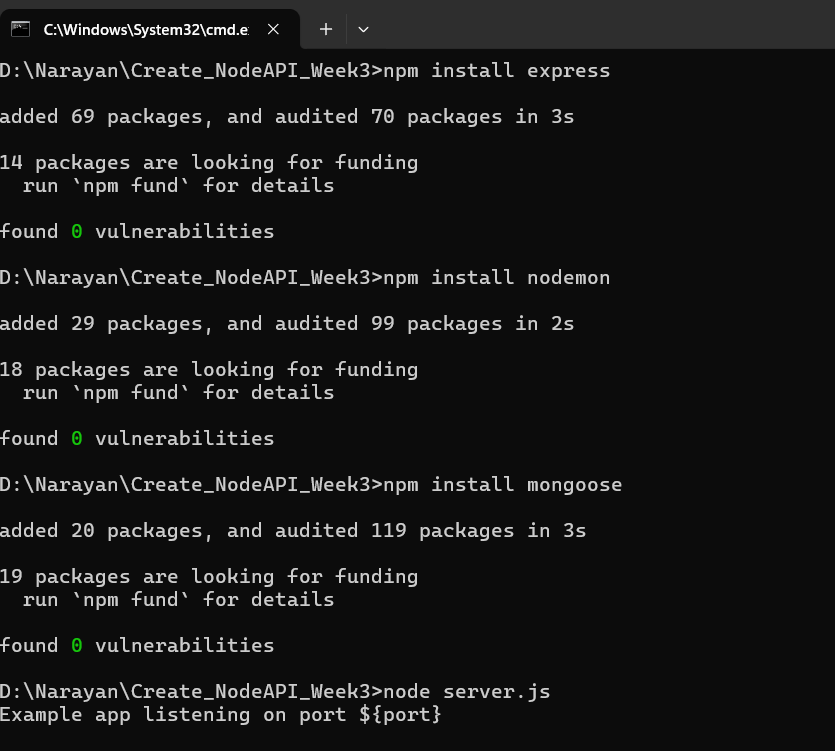 C:\Windows\System32\cmd.e
D:\Narayan\Create_NodeAPI_Week3>npm install express
added 69 packages, and audited 70 packages in 3s
14 packages are looking for funding
  run `npm fund` for details
found 0 vulnerabilities
D:\Narayan\Create_NodeAPI_Week3>npm install nodemon
added 29 packages, and audited 99 packages in 2s
18 packages are looking for funding
  run `npm fund` for details
found 0 vulnerabilities
D:\Narayan\Create_NodeAPI_Week3>npm install mongoose
added 20 packages, and audited 119 packages in 3s
19 packages are looking for funding
  run `npm fund` for details
found 0 vulnerabilities
D:\Narayan\Create_NodeAPI_Week3>node server.js
Example app listening on port ${port}